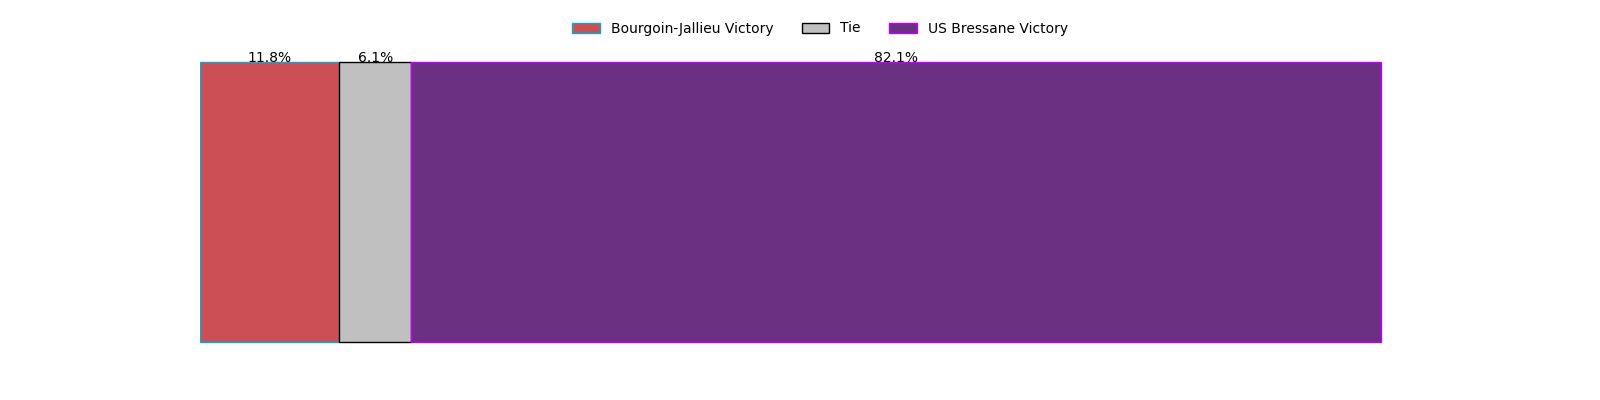 Bourgoin-Jallieu Victory Tie US Bressane Victory
11.8% 6.1% 82.1%